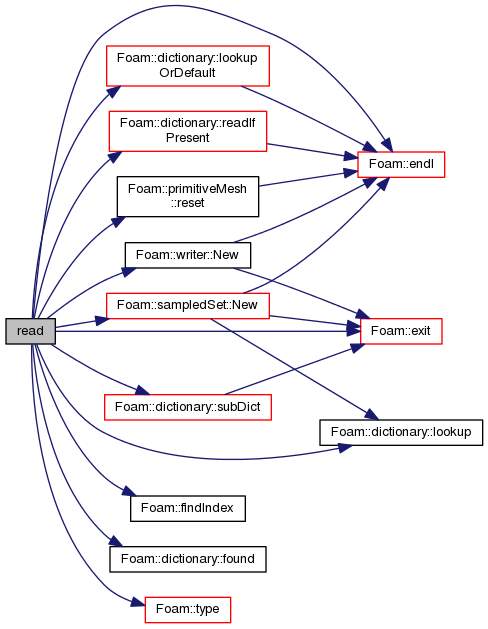 Foam::dictionary::lookup
OrDefault
Foam::dictionary::readIf
Present
Foam::endl
Foam::primitiveMesh
::reset
Foam::writer::New
Foam::sampledSet::New
read
Foam::exit
Foam::dictionary::subDict
Foam::dictionary::lookup
Foam::findIndex
Foam::dictionary::found
Foam::type